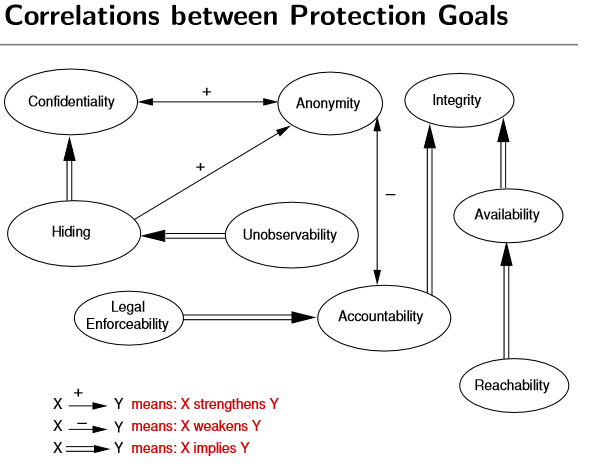 Correlations between Protection Goals
Confidentiality
+
Anonymity
Integrity
+
–
Hiding
Unobservability
Availability
Legal
Enforceability
Accountability
Reachability
X + Y means: X strengthens Y
X – Y means: X weakens Y
X Y means: X implies Y